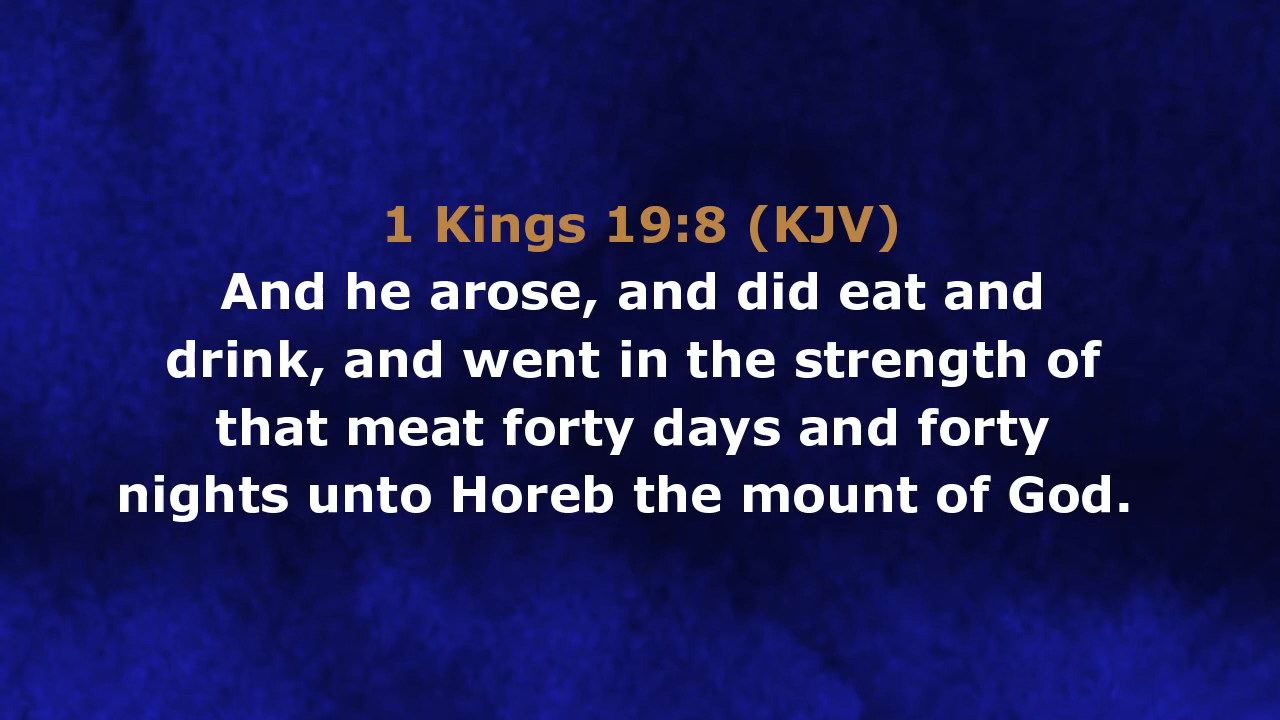 1 Kings 19:8 (KJV)
And he arose, and did eat and
drink, and went in the strength of
that meat forty days and forty
nights unto Horeb the mount of God.